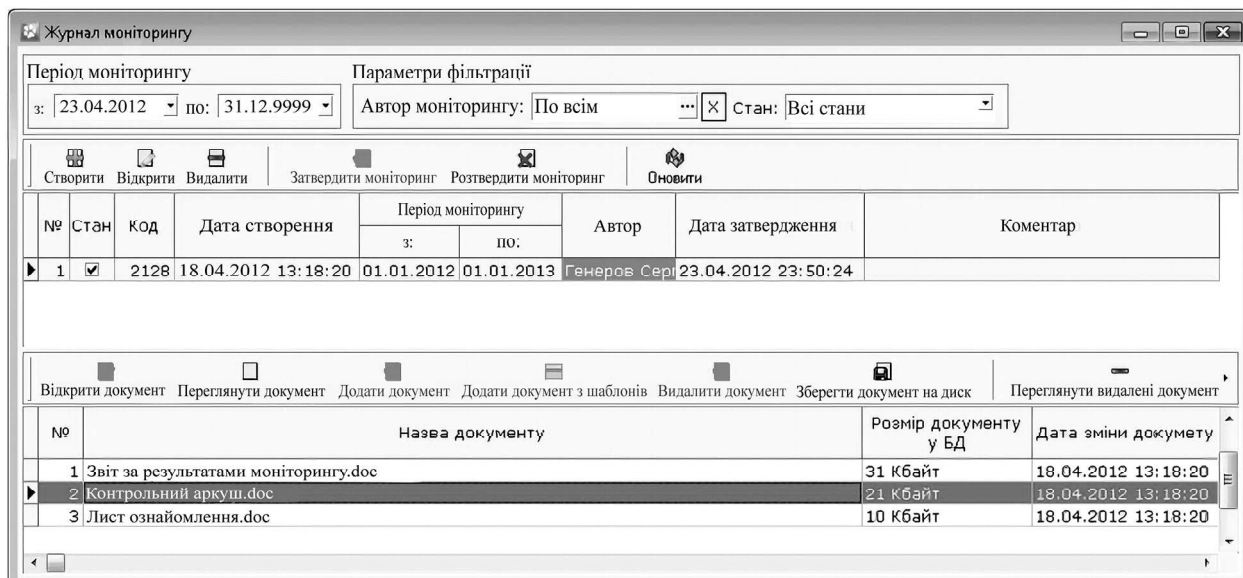 Журнал моніторингу
Період моніторингу Параметри фільтрації
з: 23.04.2012 по: 31.12.9999 Автор моніторингу: По всім ... X Стан: Всі стани
Створити Відкрити Видалити Затвердити моніторинг Розтвердити моніторинг Оновити
№ Стан Код Дата створення Період моніторингу Автор Дата затвердження Коментар
з: по:
1 2128 18.04.2012 13:18:20 01.01.2012 01.01.2013 Генеров Серг 23.04.2012 23:50:24
Відкрити документ Переглянути документ Додати документ Додати документ з шаблонів Видалити документ Зберегти документ на диск Переглянути видалені документ
№ Назва документу Розмір документу у БД Дата зміни докумету
1 Звіт за результатами моніторингу.doc 31 Кбайт 18.04.2012 13:18:20
2 Контрольний аркуш.doc 21 Кбайт 18.04.2012 13:18:20
3 Лист ознайомлення.doc 10 Кбайт 18.04.2012 13:18:20